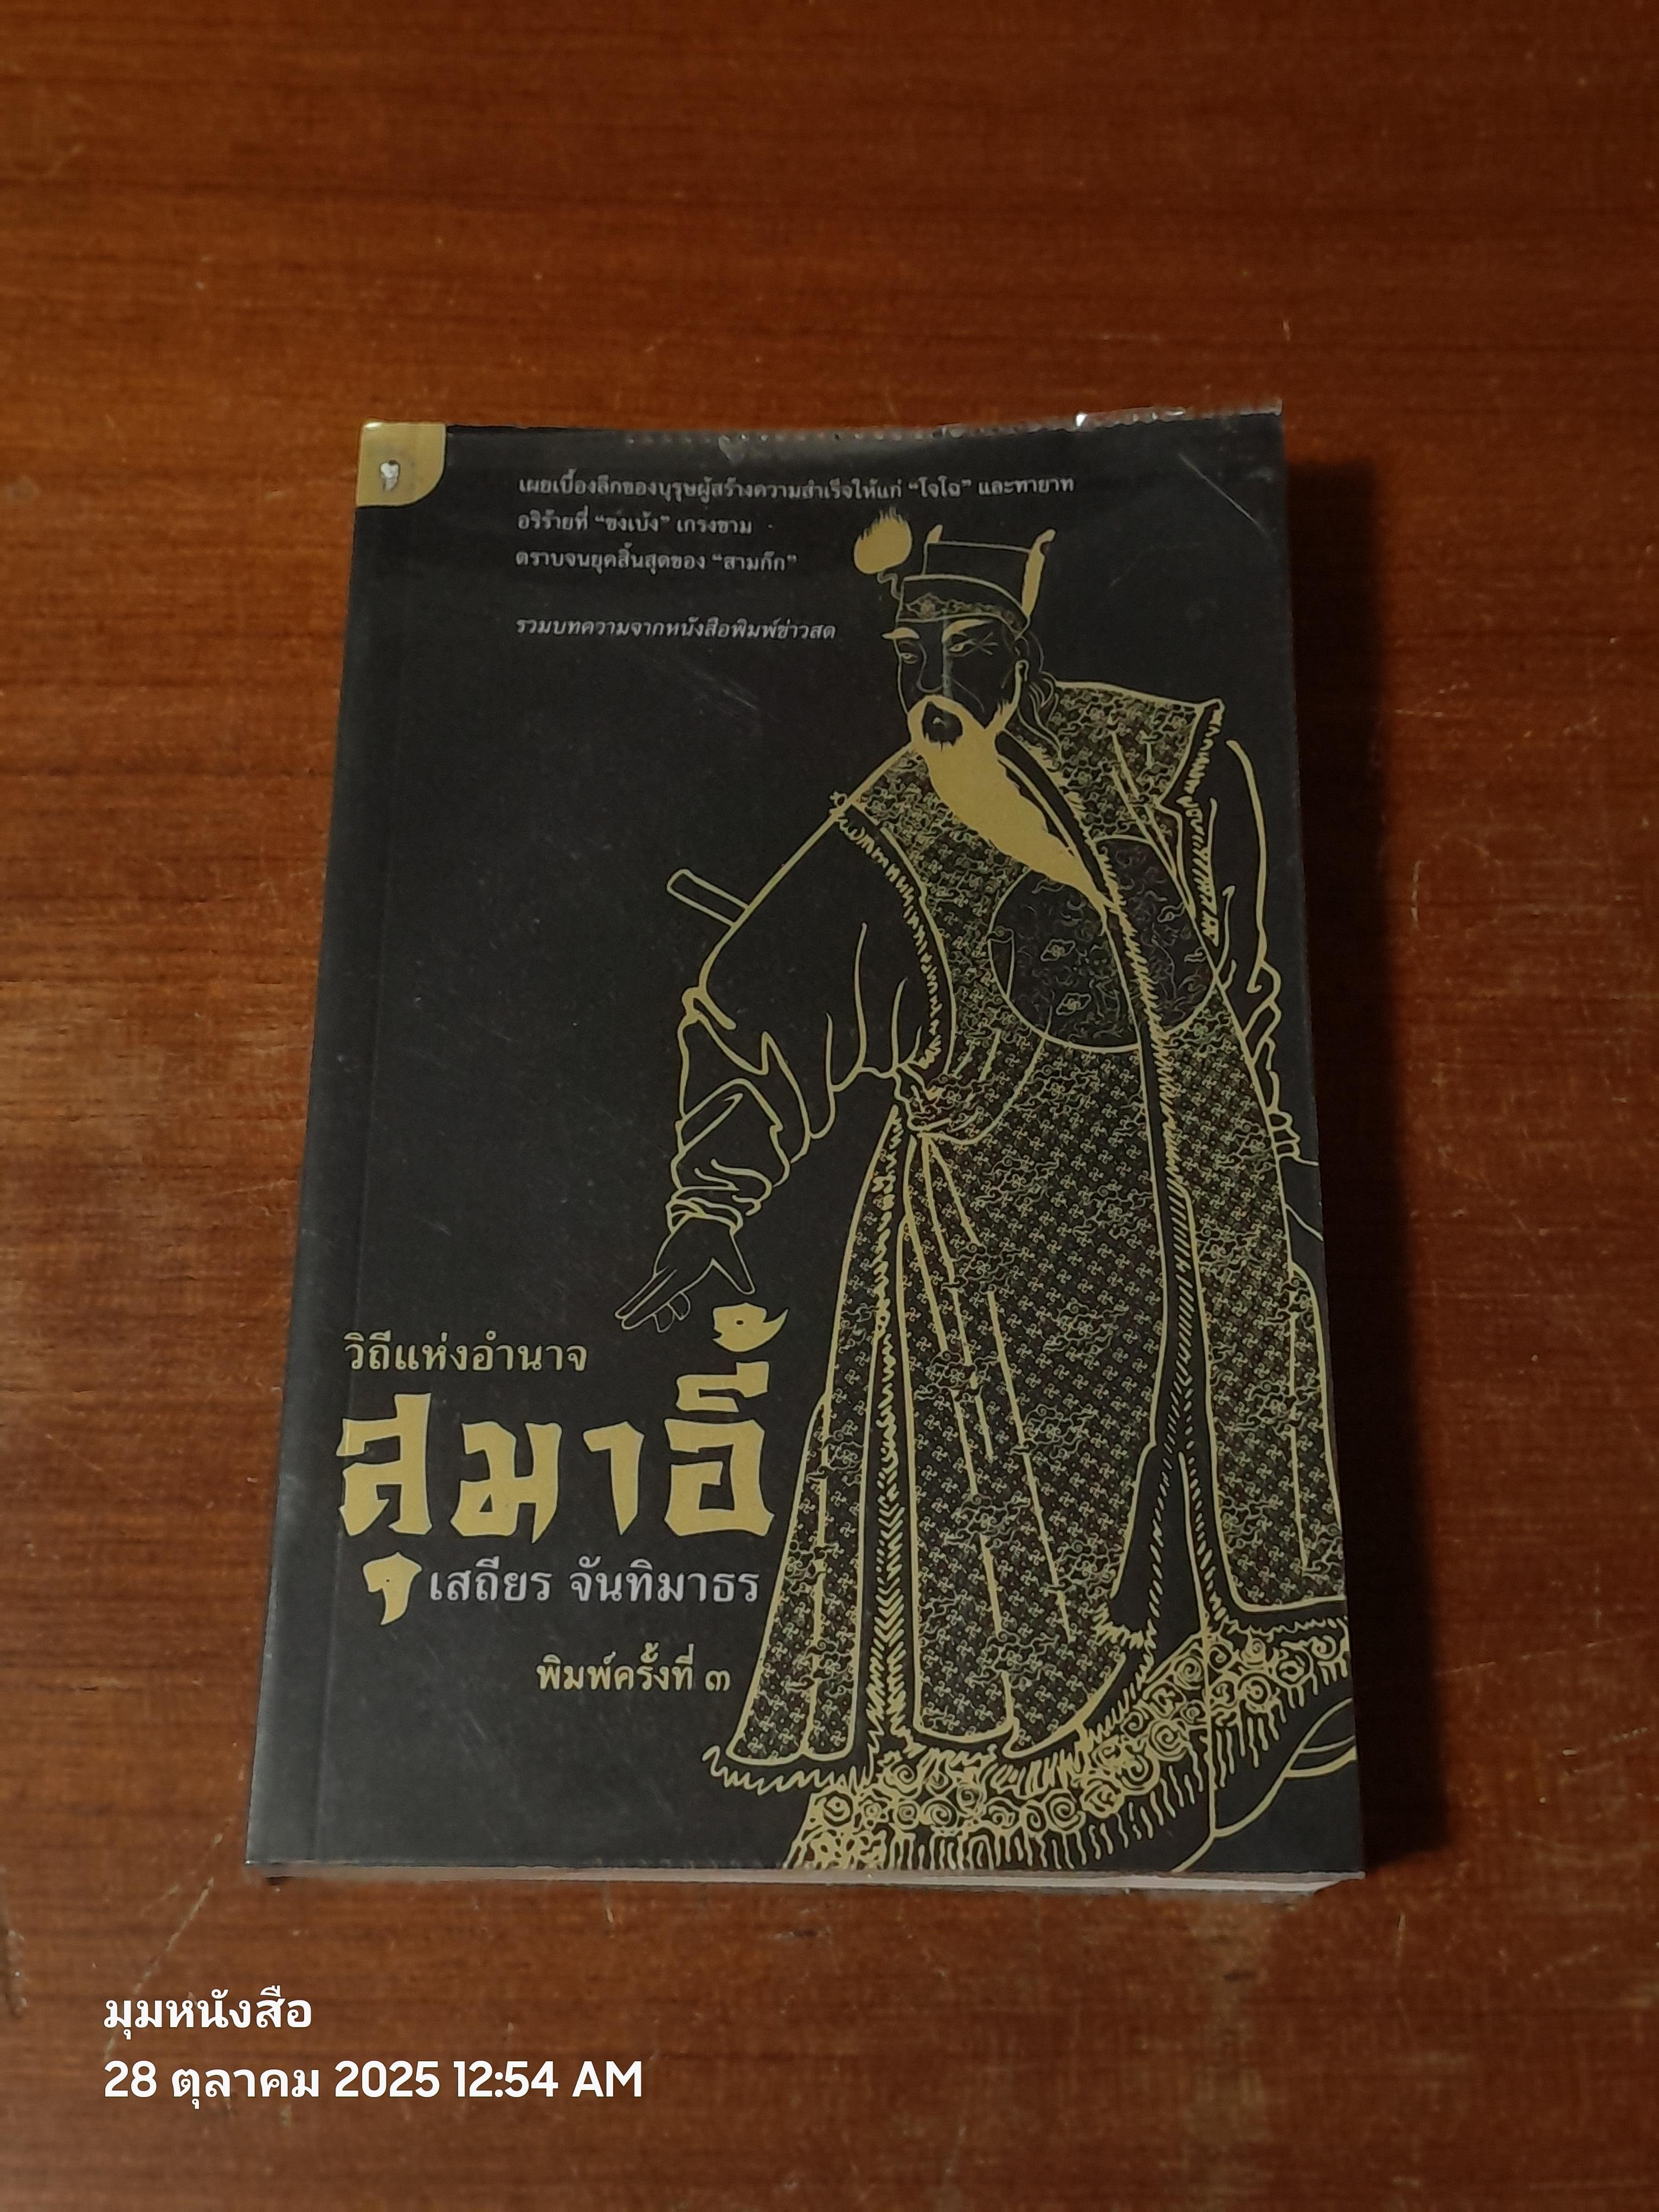 เผยเบื้องลึกของบุรุษผู้สร้างความสำเร็จให้แก่ “โจโฉ” และทายาท
อริร้ายที่ “ขงเบ้ง” เกรงขาม
ตราบจนยุคสิ้นสุดของ “สามก๊ก”
รวมบทความจากหนังสือพิมพ์ข่าวสด
วิถีแห่งอำนาจ
สุมาอี้
เสถียร จันทิมาธร
พิมพ์ครั้งที่ ๓
มุมหนังสือ
28 ตุลาคม 2025 12:54 AM